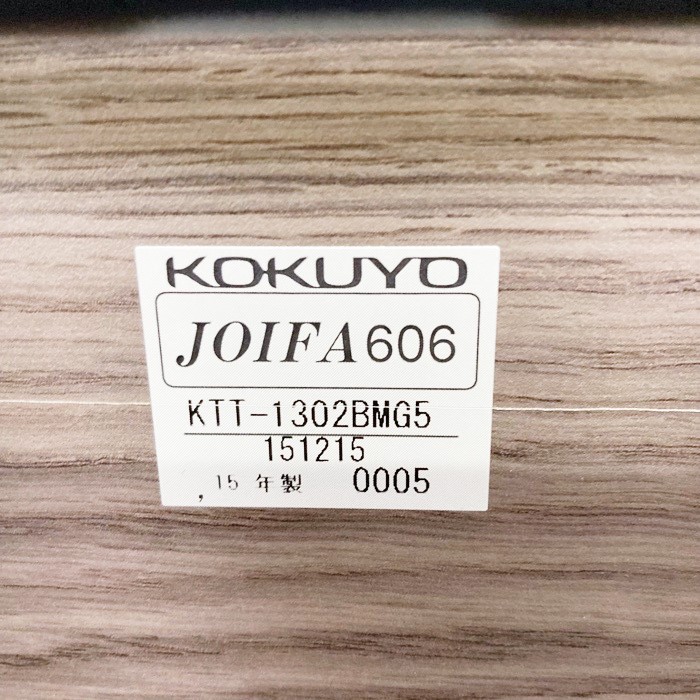 KOKUYO
JOIFA606
KTT-1302BMG5
151215
,15 年製 0005